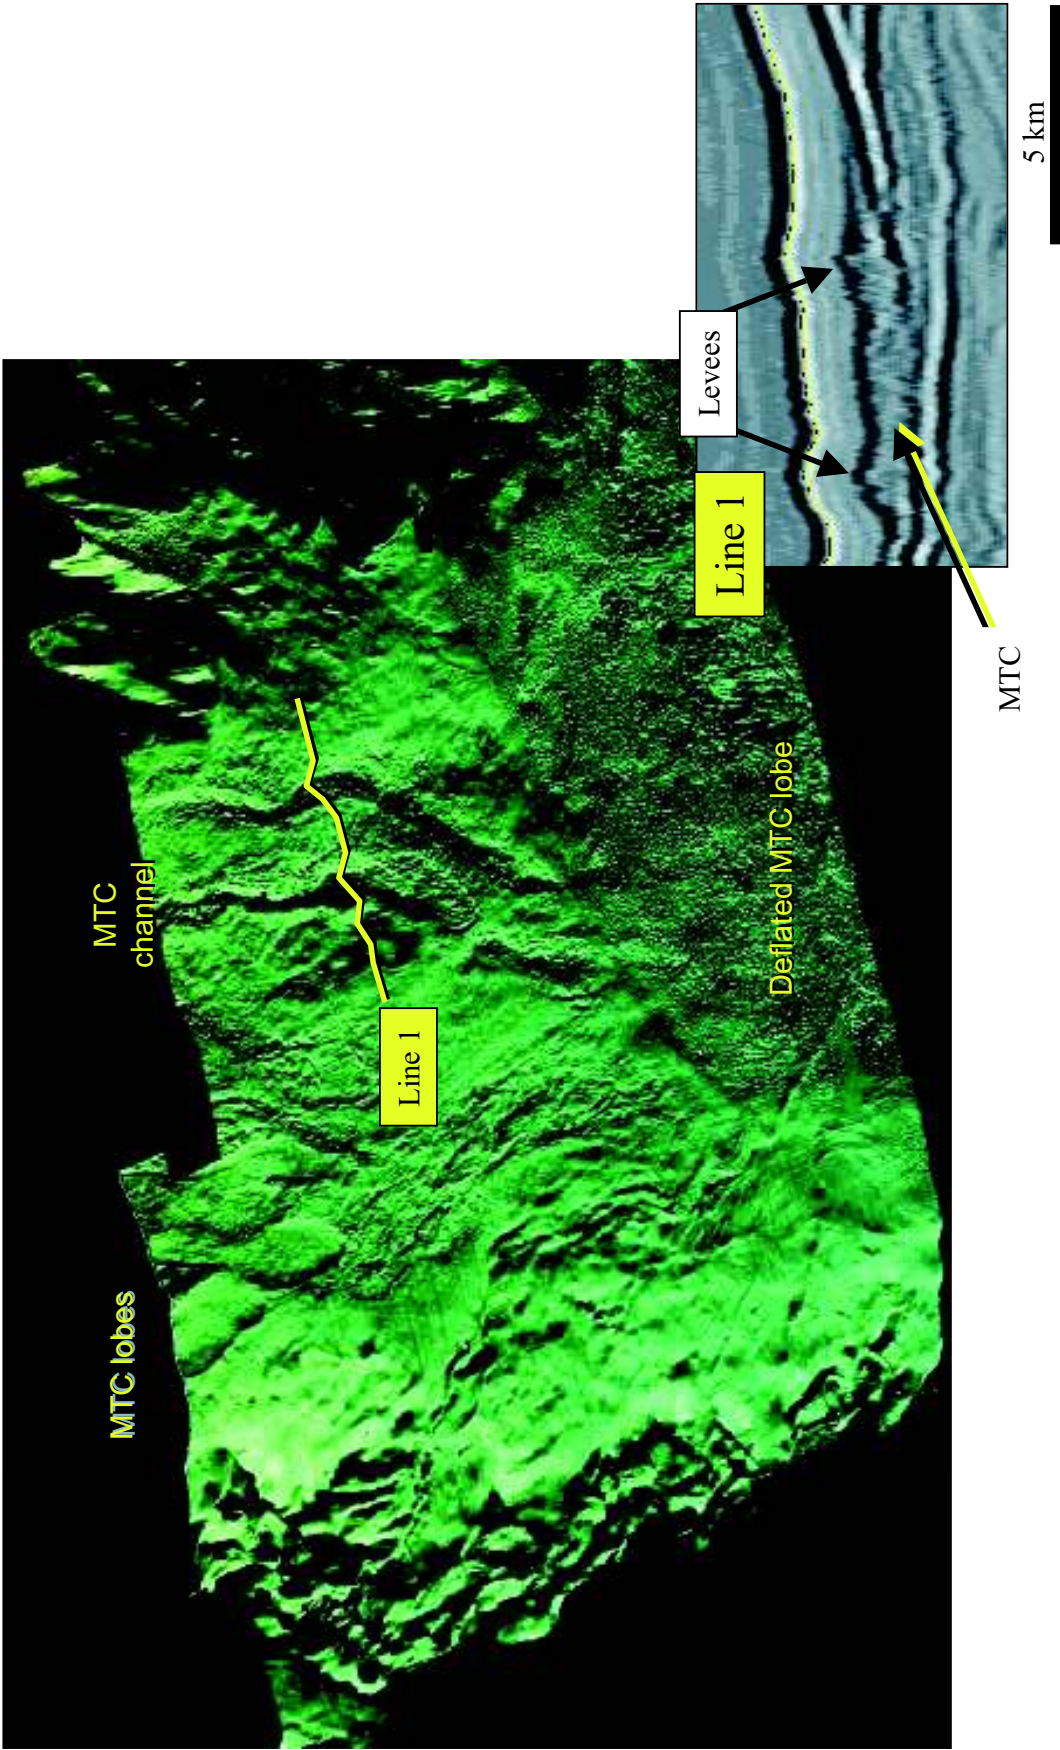 MTC lobes
MTC
channel
Line 1
Deflated MTC lobe
Line 1
Levees
MTC
5 km